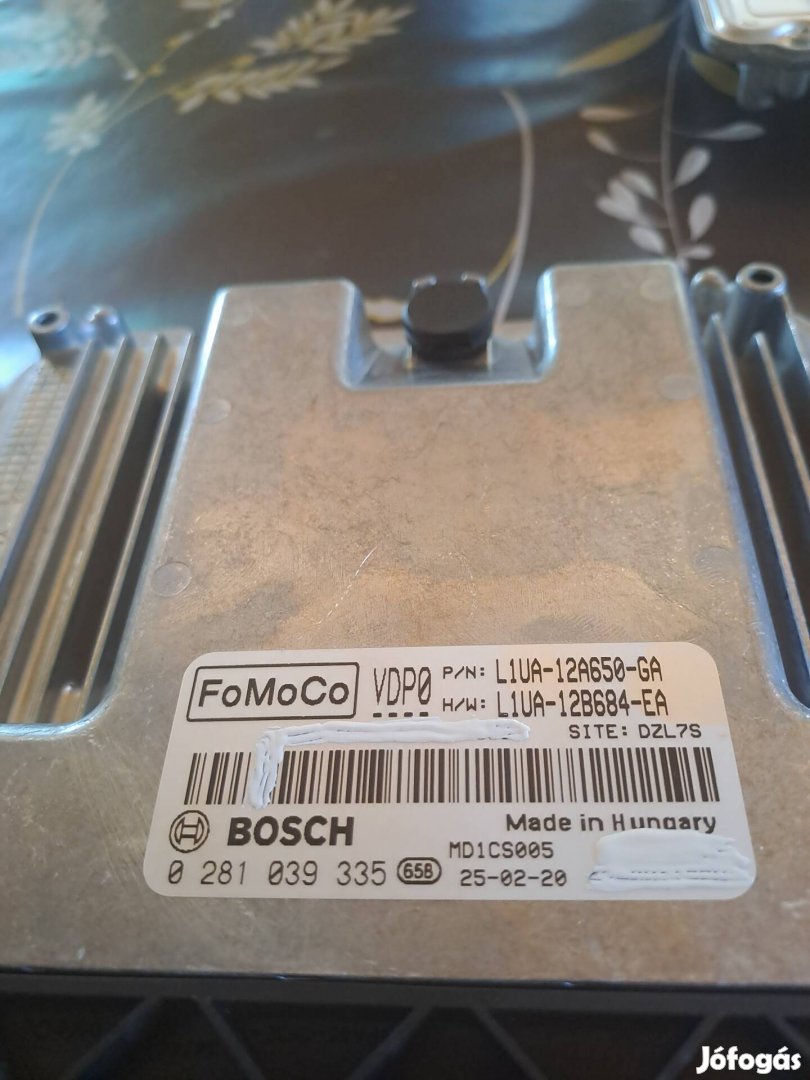 FoMoCo VDP0 P/N: L1UA-12A650-GA
H/W: L1UA-12B684-EA
SITE: DZL7S
BOSCH Made in Hungary
MD1CS005
0 281 039 335 658 25-02-20
Jófogás